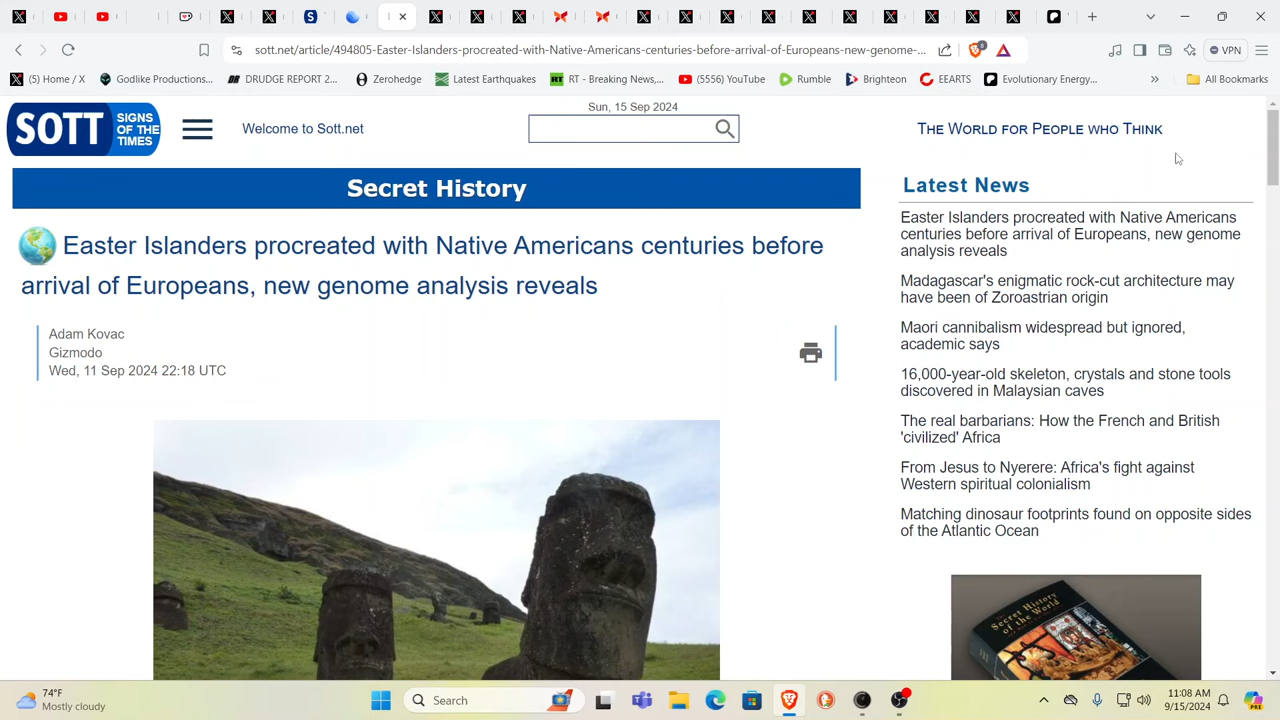 sott.net/article/494805-Easter-Islanders-procreated-with-Native-Americans-centuries-before-arrival-of-Europeans-new-genome-...
8
VPN
(5) Home / X
Godlike Productions...
DRUDGE REPORT 2...
Zerohedge
Latest Earthquakes
RT
RT - Breaking News,...
(555) YouTube
Rumble
Brighteon
EEARTS
Evolutionary Energy...
All Bookmarks
SOTT
SIGNS
OF THE
TIMES
Welcome to Sott.net
Sun, 15 Sep 2024
THE WORLD FOR PEOPLE WHO THINK
Secret History
Easter Islanders procreated with Native Americans centuries before
arrival of Europeans, new genome analysis reveals
Adam Kovac
Gizmodo
Wed, 11 Sep 2024 22:18 UTC
Latest News
Easter Islanders procreated with Native Americans
centuries before arrival of Europeans, new genome
analysis reveals
Madagascar's enigmatic rock-cut architecture may
have been of Zoroastrian origin
Maori cannibalism widespread but ignored,
academic says
16,000-year-old skeleton, crystals and stone tools
discovered in Malaysian caves
The real barbarians: How the French and British
'civilized' Africa
From Jesus to Nyerere: Africa's fight against
Western spiritual colonialism
Matching dinosaur footprints found on opposite sides
of the Atlantic Ocean
Secret History
of the World
74°F
Mostly cloudy
Search
11:08 AM
9/15/2024
PRE